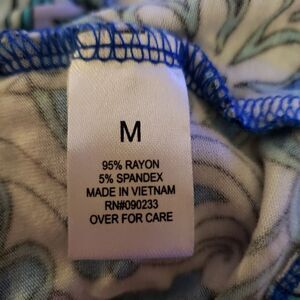 M
95% RAYON
5% SPANDEX
MADE IN VIETNAM
RN#090233
OVER FOR CARE